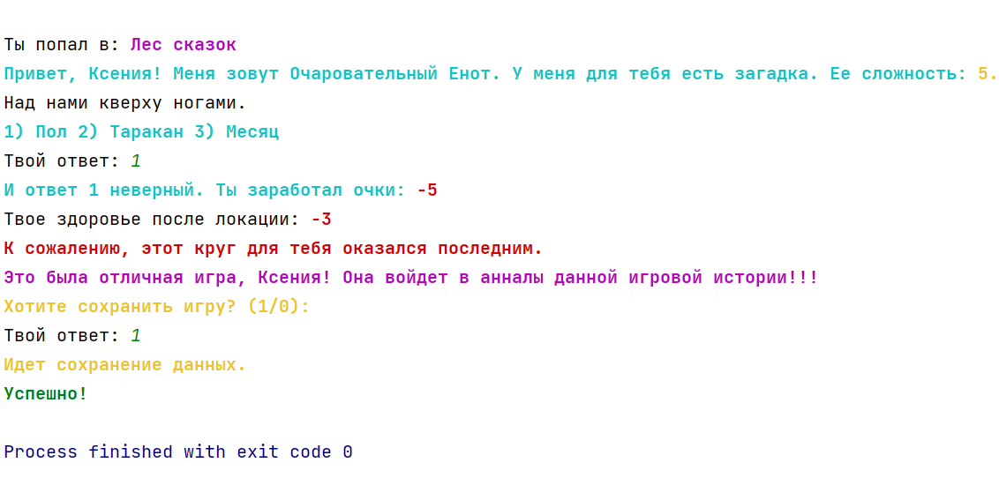 Ты попал в: Лес сказок
Привет, Ксения! Меня зовут Очаровательный Енот. У меня для тебя есть загадка. Ее сложность: 5.
Над нами кверху ногами.
1) Пол 2) Таракан 3) Месяц
Твой ответ: 1
И ответ 1 неверный. Ты заработал очки: -5
Твое здоровье после локации: -3
К сожалению, этот круг для тебя оказался последним.
Это была отличная игра, Ксения! Она войдет в анналы данной игровой истории!!!
Хотите сохранить игру? (1/0):
Твой ответ: 1
Идет сохранение данных.
Успешно!
Process finished with exit code 0